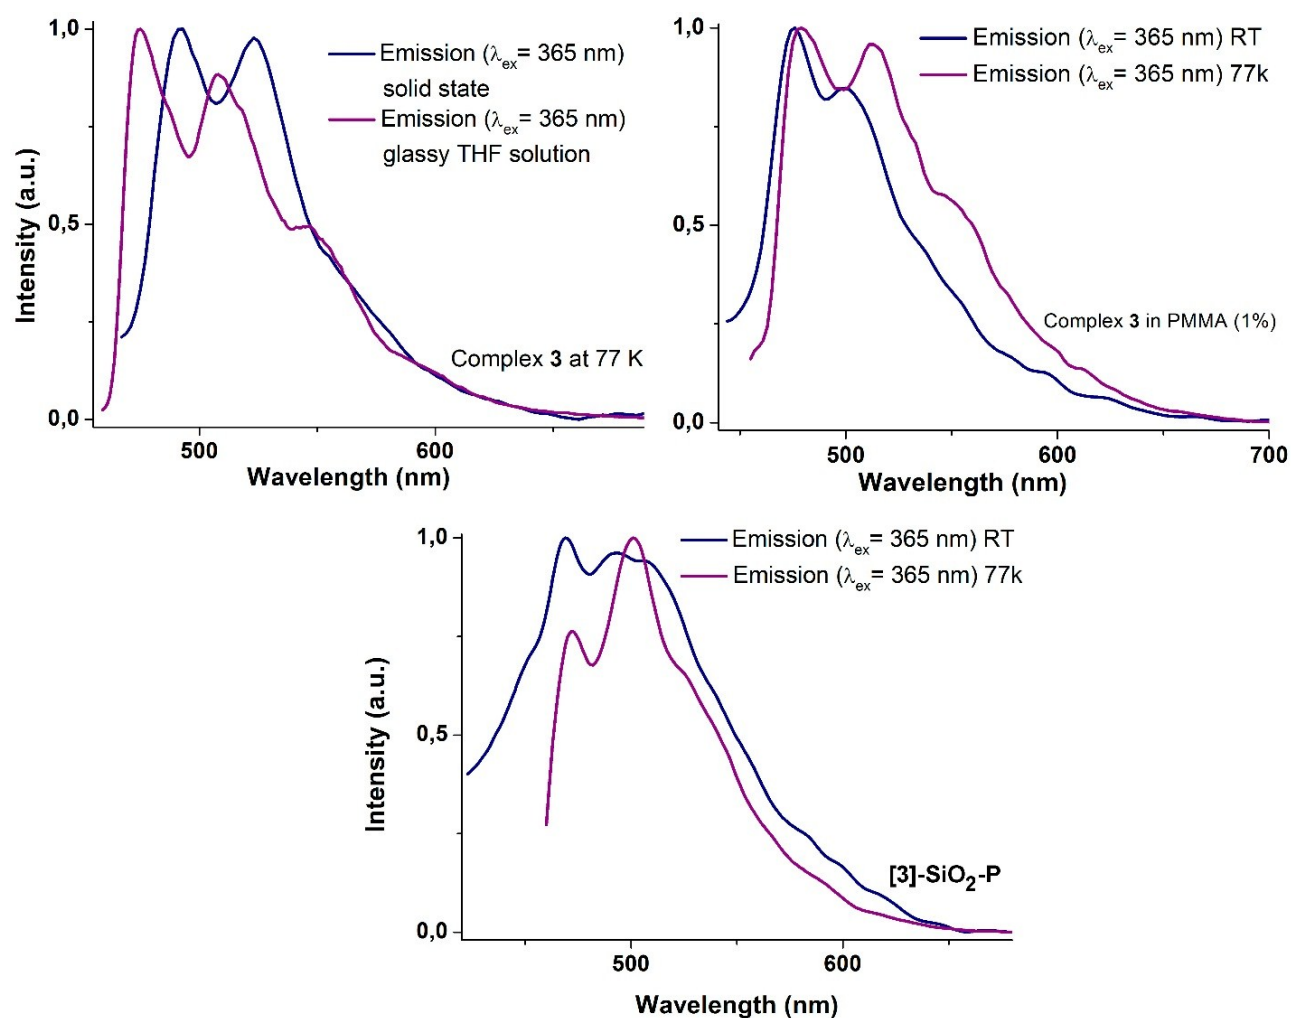 1,0
0,5
0,0
Intensity (a.u.)
Emission (λex= 365 nm)
solid state
Emission (λex= 365 nm)
glassy THF solution
Complex 3 at 77 K
500
600
Wavelength (nm)
1,0
0,5
0,0
Emission (λex= 365 nm) RT
Emission (λex= 365 nm) 77k
Complex 3 in PMMA (1%)
500
600
700
Wavelength (nm)
1,0
0,5
0,0
Intensity (a.u.)
Emission (λex= 365 nm) RT
Emission (λex= 365 nm) 77k
[3]-SiO2-P
500
600
Wavelength (nm)